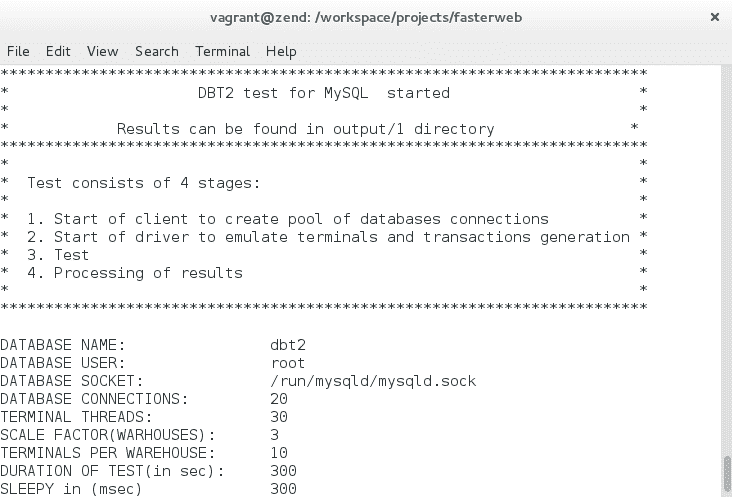 vagrant@zend: /workspace/projects/fasterweb ×
File Edit View Search Terminal Help
************************************************************************
*                     DBT2 test for MySQL  started                     *
*                                                                      *
*            Results can be found in output/1 directory               *
************************************************************************
*                                                                      *
*  Test consists of 4 stages:                                          *
*                                                                      *
*  1. Start of client to create pool of databases connections          *
*  2. Start of driver to emulate terminals and transactions generation *
*  3. Test                                                             *
*  4. Processing of results                                            *
*                                                                      *
************************************************************************
DATABASE NAME:                dbt2
DATABASE USER:                root
DATABASE SOCKET:              /run/mysqld/mysqld.sock
DATABASE CONNECTIONS:         20
TERMINAL THREADS:             30
SCALE FACTOR(WARHOUSES):      3
TERMINALS PER WAREHOUSE:      10
DURATION OF TEST(in sec):     300
SLEEPY in (msec)              300